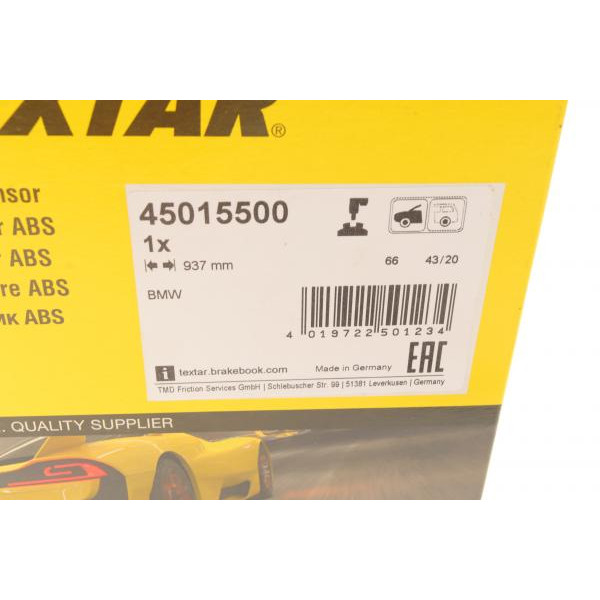 EXTAR®
nsor
r ABS
r ABS
re ABS
ик ABS
45015500
1x
937 mm
66 43/20
BMW
4 019722 501234
i textar.brakebook.com Made in Germany EAC
TMD Friction Services GmbH | Schlebuscher Str. 99 | 51381 Leverkusen | Germany
. QUALITY SUPPLIER